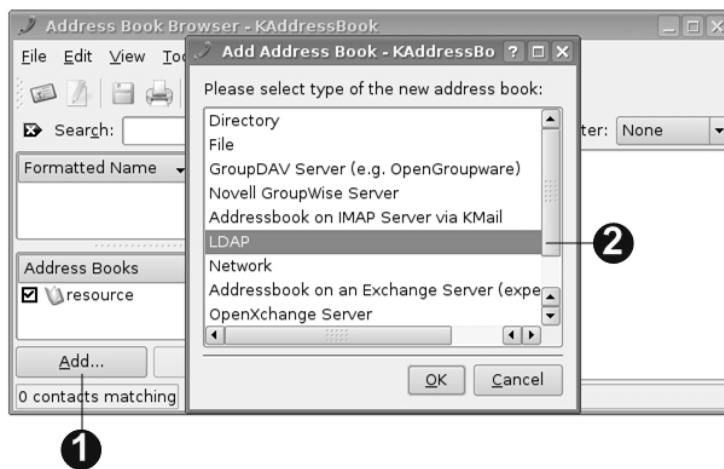 Address Book Browser - KAddressBook
File Edit View Too
Search:
ter: None
Formatted Name
Address Books
resource
Add...
0 contacts matching
Add Address Book - KAddressBo
Please select type of the new address book:
Directory
File
GroupDAV Server (e.g. OpenGroupware)
Novell GroupWise Server
Addressbook on IMAP Server via KMail
LDAP
Network
Addressbook on an Exchange Server (expe
OpenXchange Server
OK Cancel
1
2